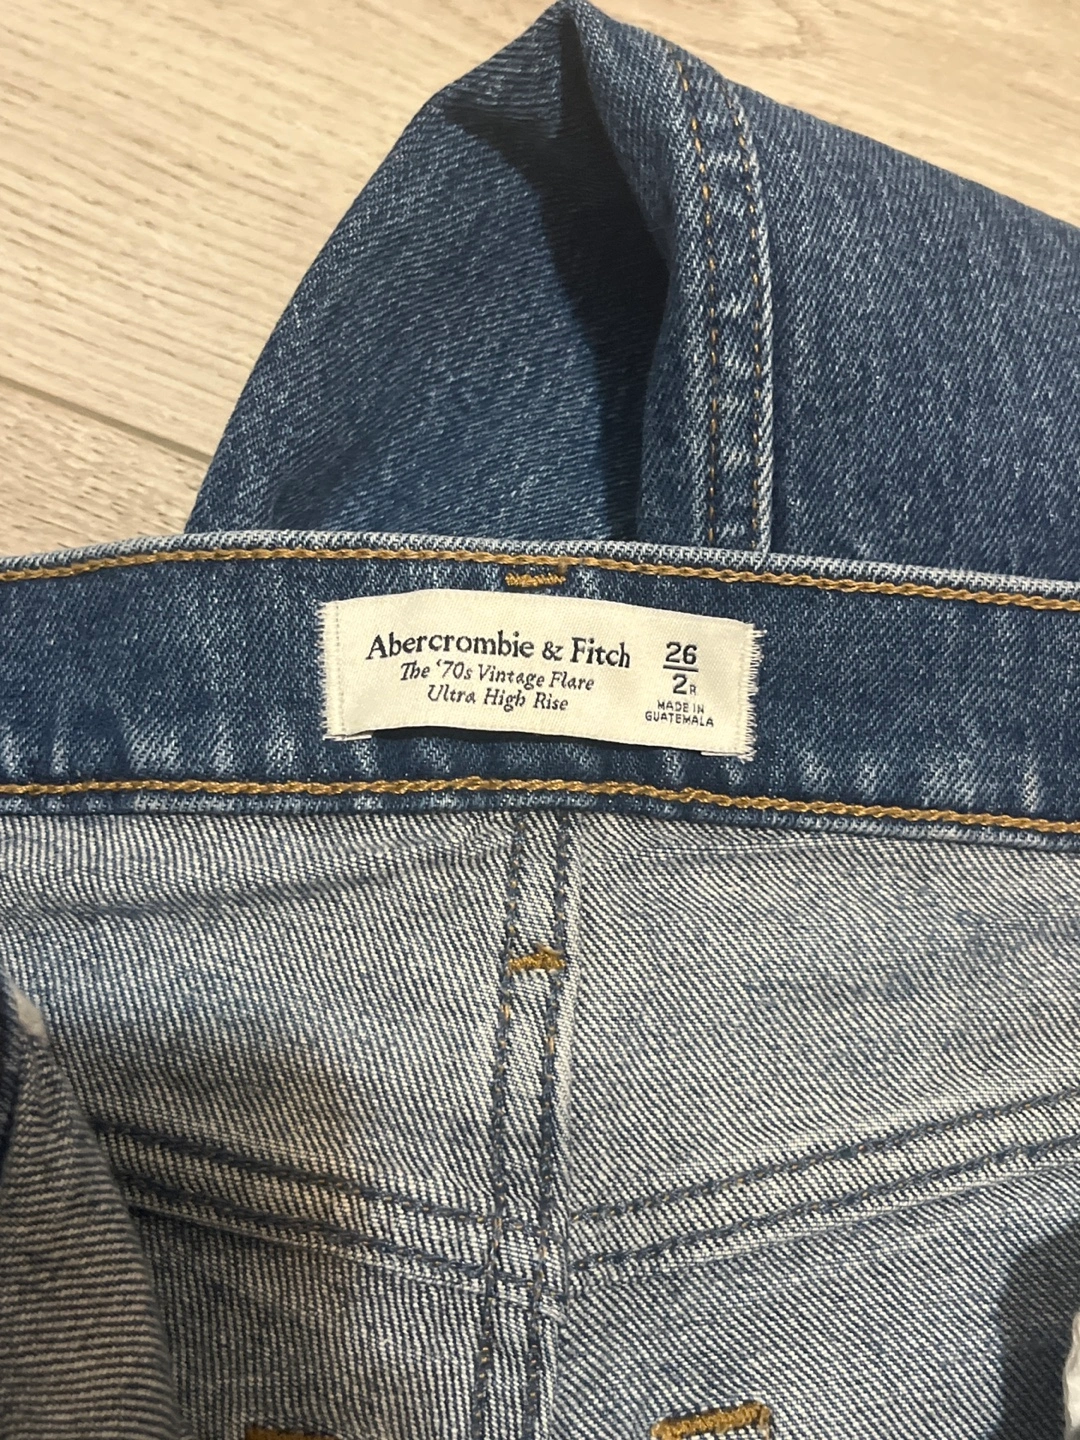 Abercrombie & Fitch
The '70s Vintage Flare
Ultra High Rise
26
2R
MADE IN
GUATEMALA